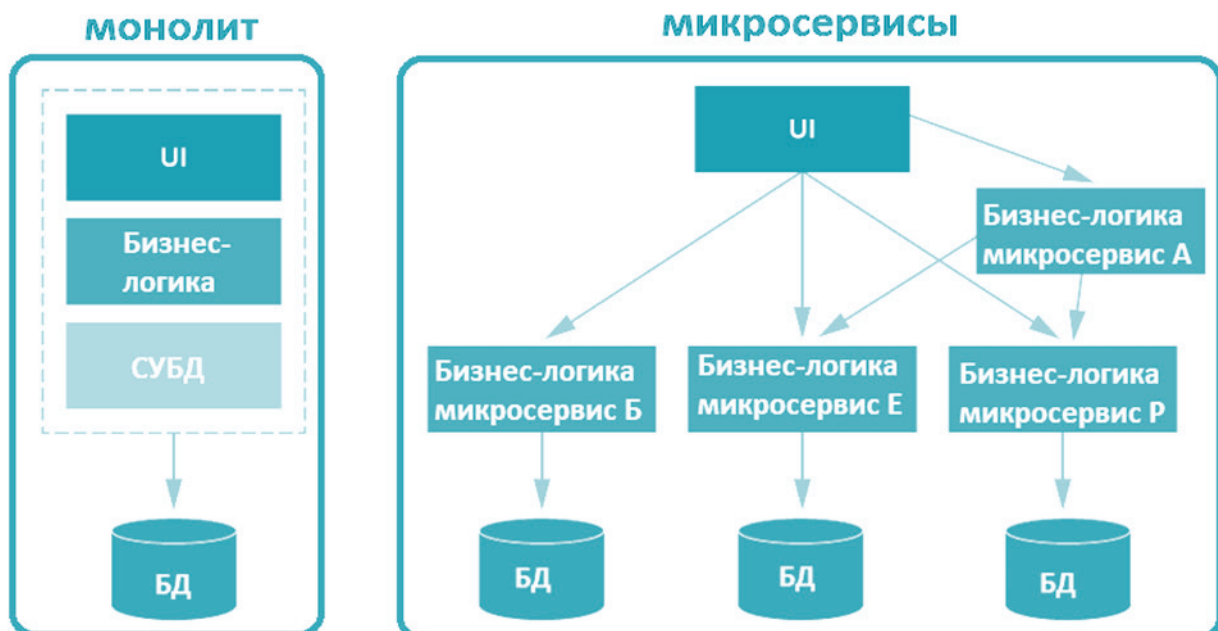 монолит
UI
Бизнес-
логика
СУБД
БД
микросервисы
UI
Бизнес-логика
микросервис А
Бизнес-логика
микросервис Б
Бизнес-логика
микросервис Е
Бизнес-логика
микросервис Р
БД
БД
БД